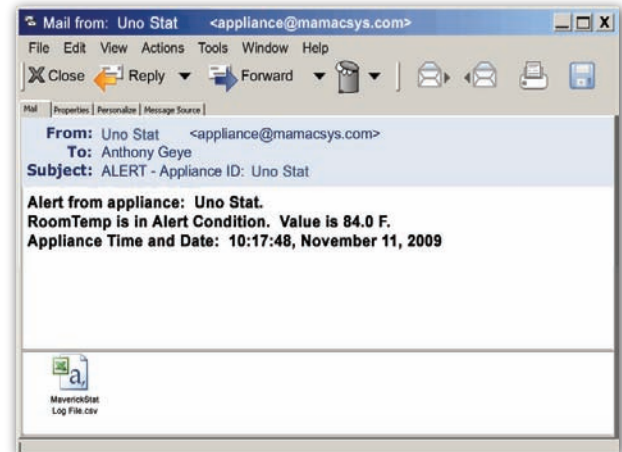 Mail from: Uno Stat <appliance@mamacsys.com>
File Edit View Actions Tools Window Help
Close Reply Forward
Mail Properties Personalize Message Source
From: Uno Stat <appliance@mamacsys.com>
To: Anthony Geye
Subject: ALERT - Appliance ID: Uno Stat
Alert from appliance: Uno Stat.
RoomTemp is in Alert Condition. Value is 84.0 F.
Appliance Time and Date: 10:17:48, November 11, 2009
a,
MaverickStat
Log File.csv